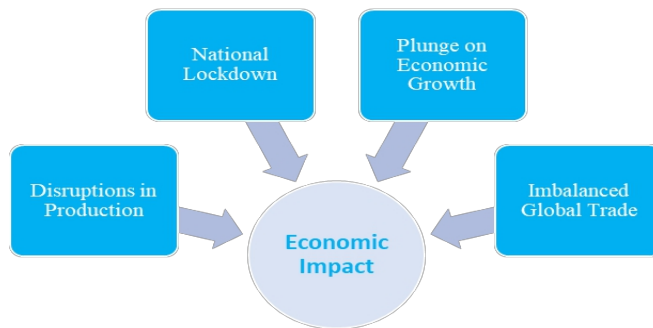 National
Lockdown
Plunge on
Economic
Growth
Disruptions in
Production
Imbalanced
Global Trade
Economic
Impact